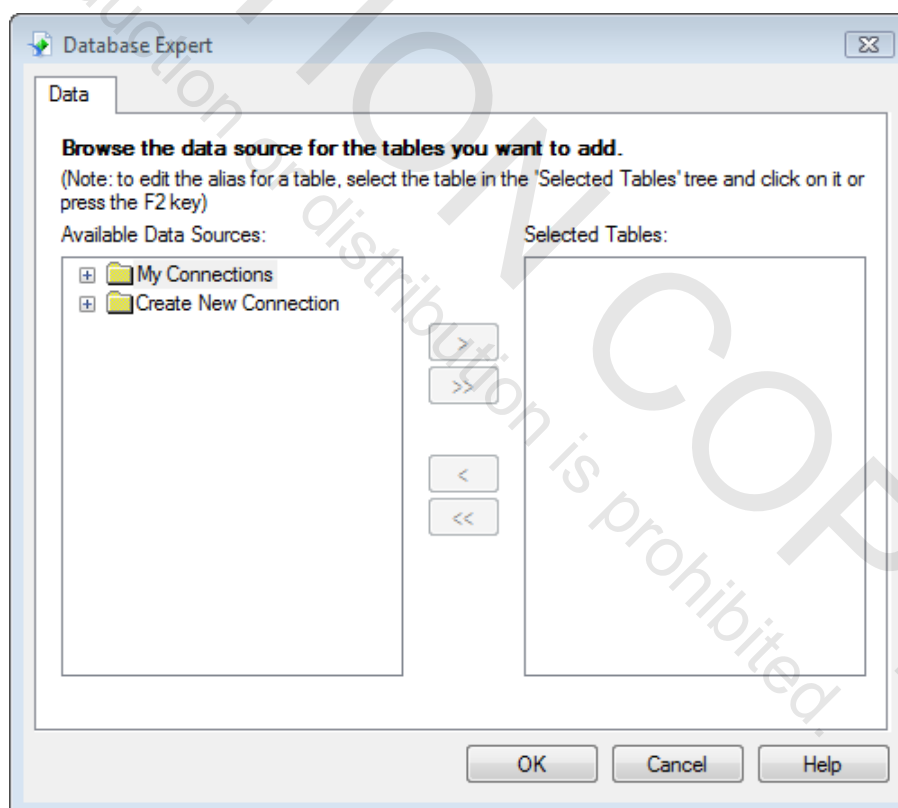 Database Expert
Data
Browse the data source for the tables you want to add.
(Note: to edit the alias for a table, select the table in the 'Selected Tables' tree and click on it or
press the F2 key)
Available Data Sources:
Selected Tables:
My Connections
Create New Connection
>
>>
<
<<
OK
Cancel
Help
or distribution is prohibited.